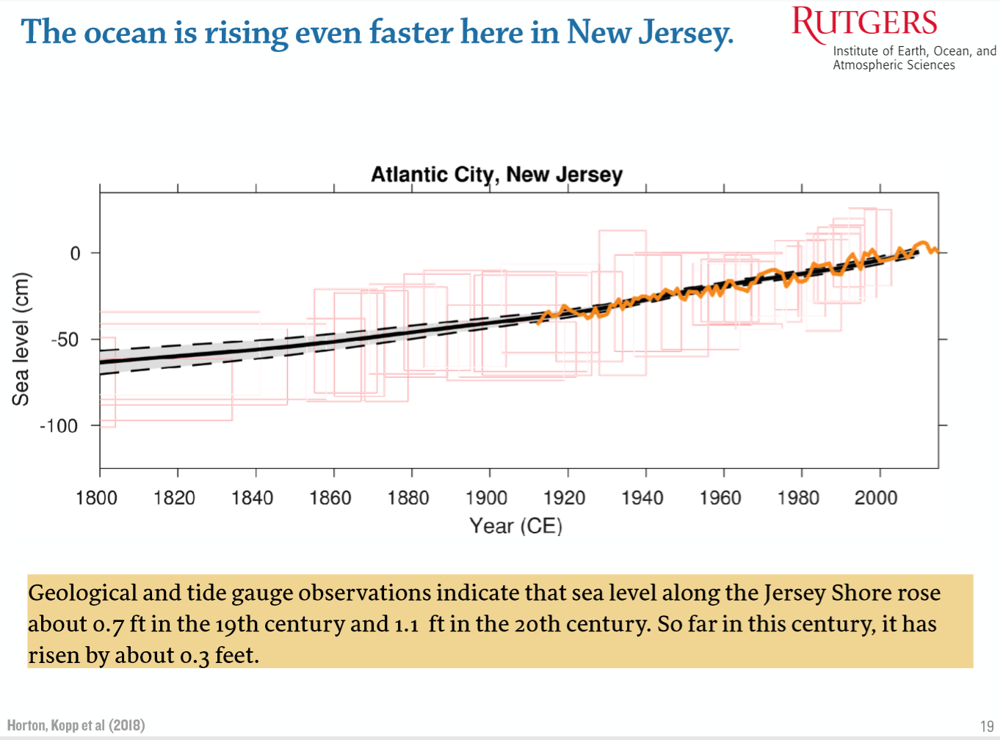 The ocean is rising even faster here in New Jersey.
RUTGERS
Institute of Earth, Ocean, and
Atmospheric Sciences
Atlantic City, New Jersey
Sea level (cm)
0
-50
-100
1800 1820 1840 1860 1880 1900 1920 1940 1960 1980 2000
Year (CE)
Geological and tide gauge observations indicate that sea level along the Jersey Shore rose
about 0.7 ft in the 19th century and 1.1 ft in the 20th century. So far in this century, it has
risen by about 0.3 feet.
Horton, Kopp et al (2018)
19